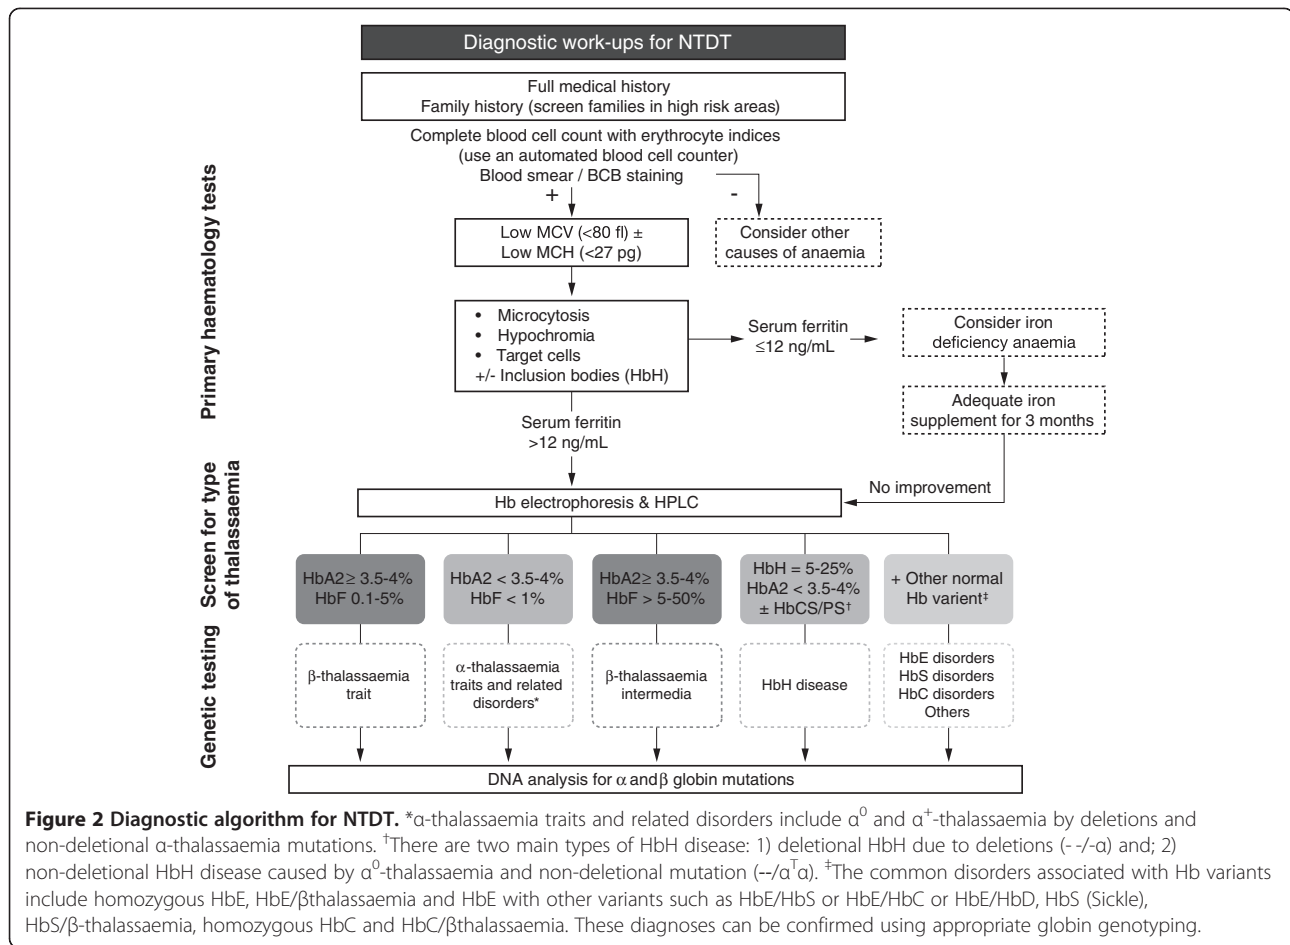 Diagnostic work-ups for NTDT
Full medical history
Family history (screen families in high risk areas)
Complete blood cell count with erythrocyte indices
(use an automated blood cell counter)
Blood smear / BCB staining
+
-
Primary haematology tests
Low MCV (<80 fl) ±
Low MCH (<27 pg)
Consider other
causes of anaemia
• Microcytosis
• Hypochromia
• Target cells
+/- Inclusion bodies (HbH)
Serum ferritin
≤12 ng/mL
Consider iron
deficiency anaemia
Adequate iron
supplement for 3 months
Serum ferritin
>12 ng/mL
No improvement
Screen for type
of thalassaemia
Hb electrophoresis & HPLC
HbA2≥ 3.5-4%
HbF 0.1-5%
HbA2 < 3.5-4%
HbF < 1%
HbA2≥ 3.5-4%
HbF > 5-50%
HbH = 5-25%
HbA2 < 3.5-4%
± HbCS/PS†
+ Other normal
Hb varient‡
Genetic testing
β-thalassaemia
trait
α-thalassaemia
traits and related
disorders*
β-thalassaemia
intermedia
HbH disease
HbE disorders
HbS disorders
HbC disorders
Others
DNA analysis for α and β globin mutations
Figure 2 Diagnostic algorithm for NTDT. *α-thalassaemia traits and related disorders include α⁰ and α⁺-thalassaemia by deletions and
non-deletional α-thalassaemia mutations. †There are two main types of HbH disease: 1) deletional HbH due to deletions (- -/-α) and; 2)
non-deletional HbH disease caused by α⁰-thalassaemia and non-deletional mutation (--/αᵀα). ‡The common disorders associated with Hb variants
include homozygous HbE, HbE/βthalassaemia and HbE with other variants such as HbE/HbS or HbE/HbC or HbE/HbD, HbS (Sickle),
HbS/β-thalassaemia, homozygous HbC and HbC/βthalassaemia. These diagnoses can be confirmed using appropriate globin genotyping.